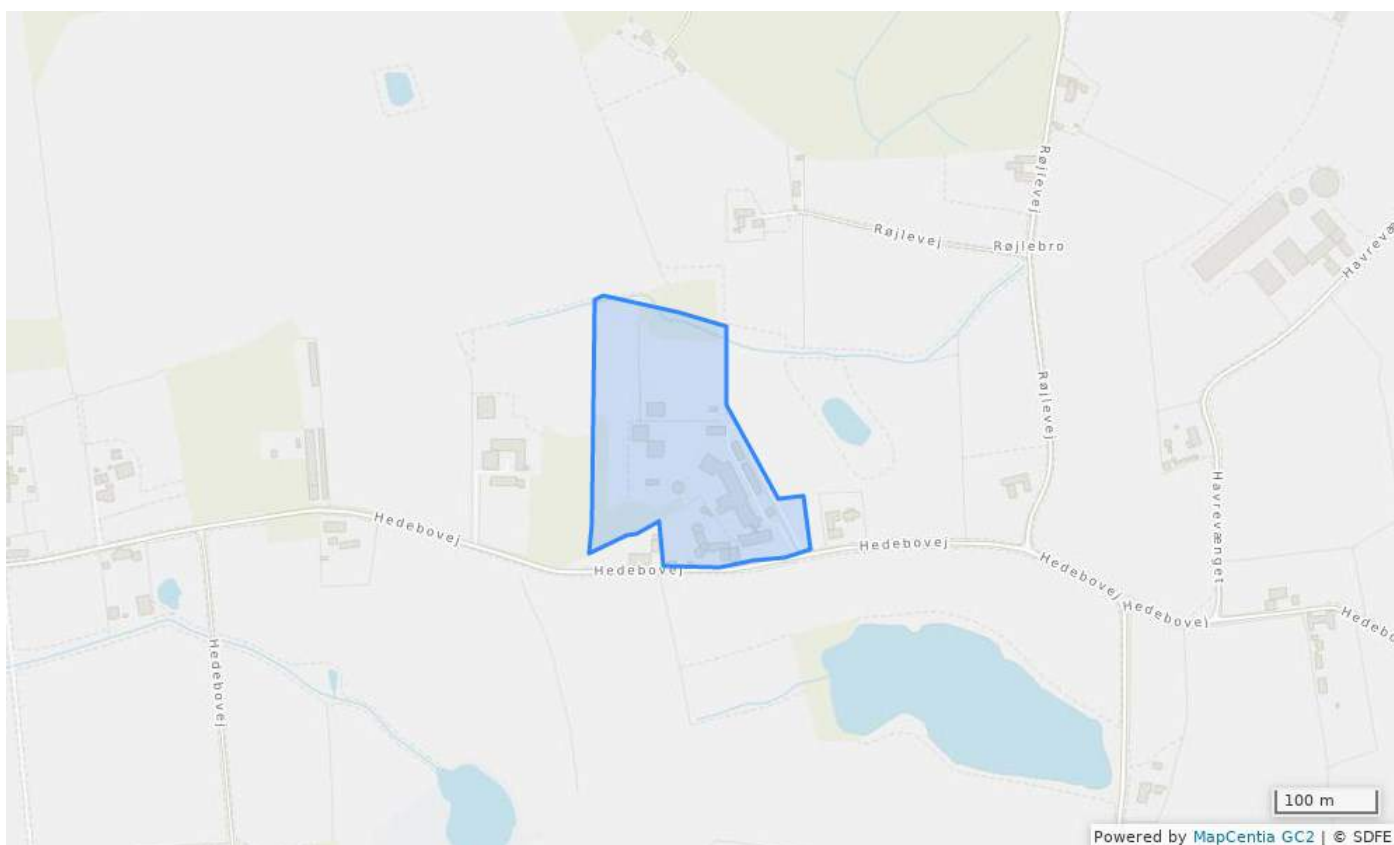 Røjlevej
Røjlevej
Røjlebro
Havrevæ
Røjlevej
Hedebovej
Hedebovej
Hedebovej
Hedebovej
Havrevænget
Hedebovej
Hedebo
Hedebovej
100 m
Powered by MapCentia GC2 | © SDFE